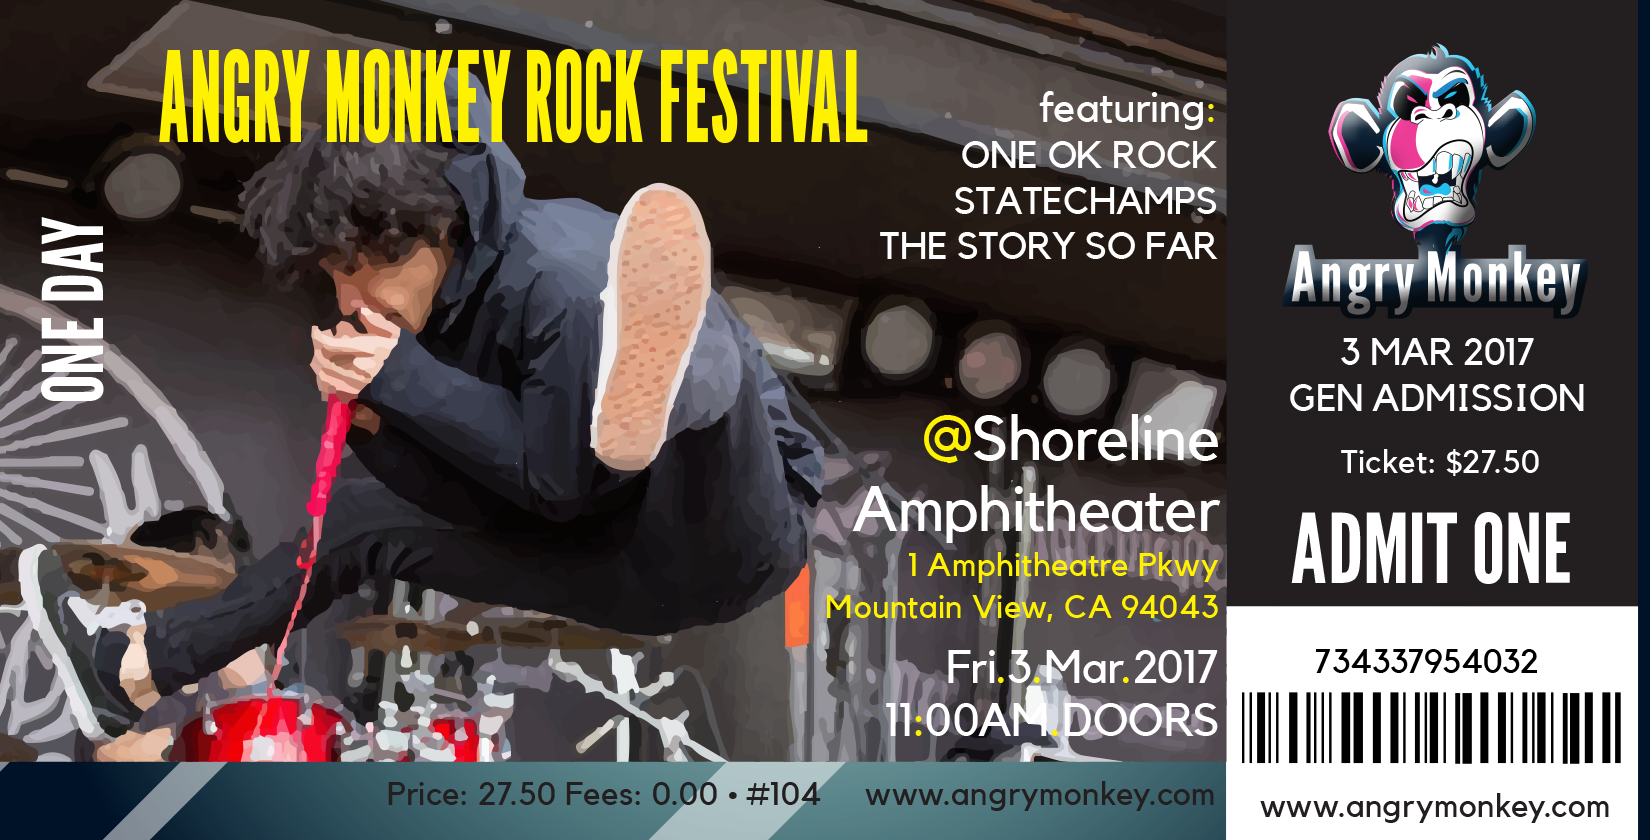 ANGRY MONKEY ROCK FESTIVAL
ONE DAY
featuring:
ONE OK ROCK
STATECHAMPS
THE STORY SO FAR
@Shoreline
Amphitheater
1 Amphitheatre Pkwy
Mountain View, CA 94043
Fri.3.Mar.2017
11:00AM.DOORS
Price: 27.50 Fees: 0.00 • #104
www.angrymonkey.com
Angry Monkey
3 MAR 2017
GEN ADMISSION
Ticket: $27.50
ADMIT ONE
734337954032
www.angrymonkey.com